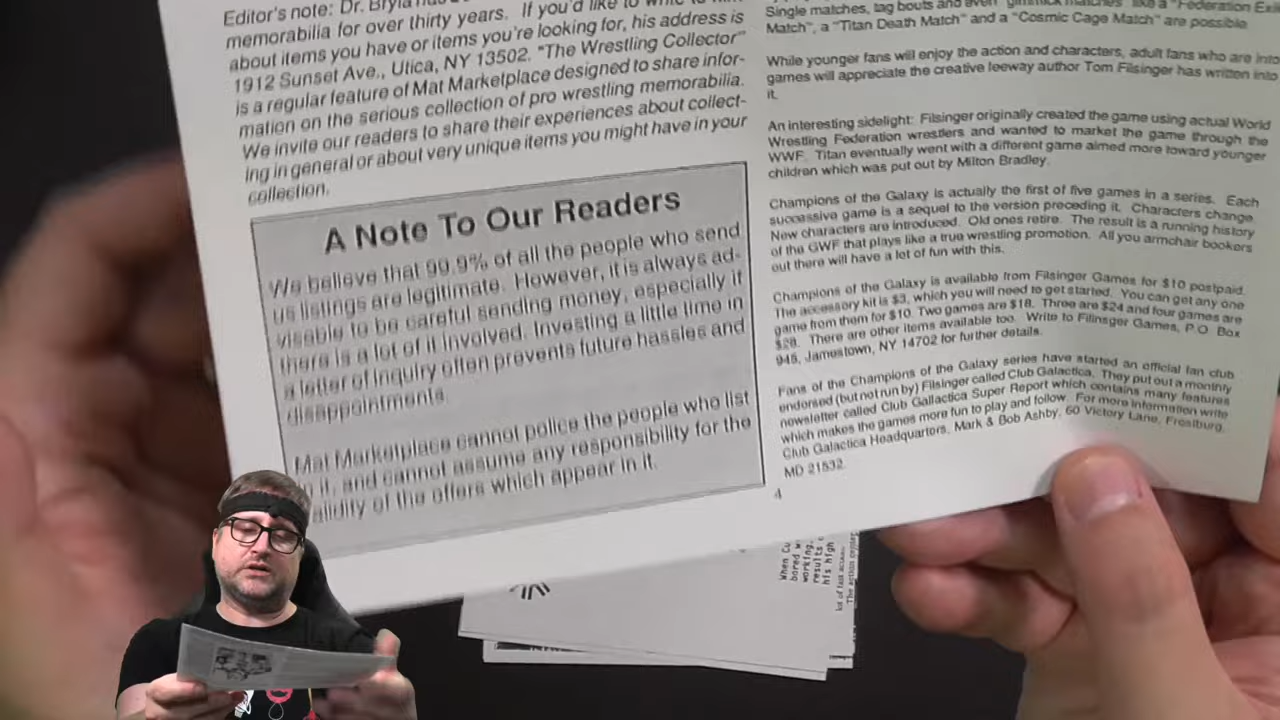 Editor's note: Dr.
memorabilia for over thirty years. If you'd like to write to him
about items you have or items you're looking for, his address is
1912 Sunset Ave., Utica, NY 13502. "The Wrestling Collector"
is a regular feature of Mat Marketplace designed to share infor-
mation on the serious collection of pro wrestling memorabilia.
We invite our readers to share their experiences about collect-
ing in general or about very unique items you might have in your
collection.
A Note To Our Readers
We believe that 99.9% of all the people who send
us listings are legitimate. However, it is always ad-
visable to be careful sending money, especially if
there is a lot of it involved. Investing a little time in
a letter of inquiry often prevents future hassles and
disappointments.
Mat Marketplace cannot police the people who list
in it, and cannot assume any responsibility for the
validity of the offers which appear in it.
Single matches, tag bouts and even "gimmick matches" like a "Federation
Match", a "Titan Death Match" and a "Cosmic Cage Match" are possible.
While younger fans will enjoy the action and characters, adult fans who are into
games will appreciate the creative leeway author Tom Filsinger has written into
it.
An interesting sidelight: Filsinger originally created the game using actual World
Wrestling Federation wrestlers and wanted to market the game through the
WWF. Titan eventually went with a different game aimed more toward younger
children which was put out by Milton Bradley.
Champions of the Galaxy is actually the first of five games in a series. Each
successive game is a sequel to the version preceding it. Characters change.
New characters are introduced. Old ones retire. The result is a running history
of the GWF that plays like a true wrestling promotion. All you armchair bookers
out there will have a lot of fun with this.
Champions of the Galaxy is available from Filsinger Games for $10 postpaid.
The accessory kit is $3, which you will need to get started. You can get any one
game from them for $10. Two games are $18. Three are $24 and four games are
$28. There are other items available too. Write to Filinsger Games, P.O. Box
945, Jamestown, NY 14702 for further details.
Fans of the Champions of the Galaxy series have started an official fan club
endorsed (but not run by) Filsinger called Club Galactica. They put out a monthly
newsletter called Club Gallactica Super Report which contains many features
which makes the games more fun to play and follow. For more information write
Club Galactica Headquarters, Mark & Bob Ashby, 60 Victory Lane, Frostburg,
MD 21532.
4
When
bored
working.
results
his high
lot of fast action
The action center